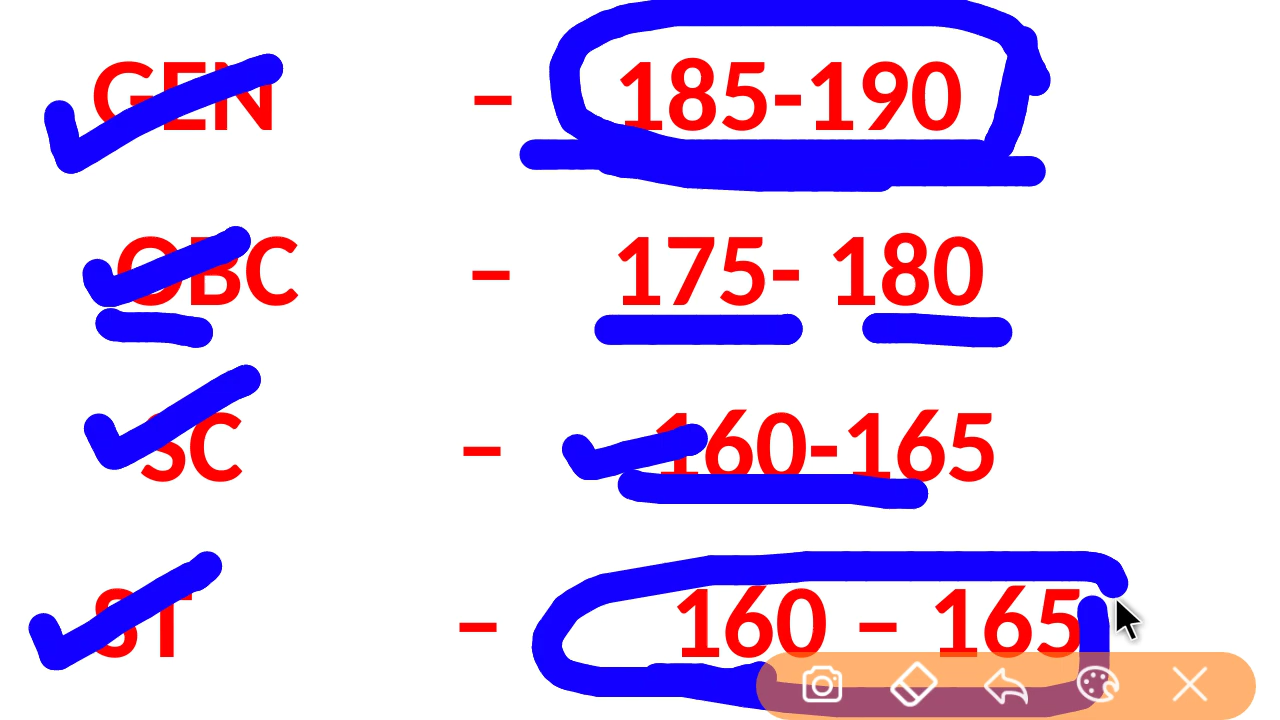 GEN – 185-190
OBC – 175- 180
SC – 160-165
ST – 160 – 165